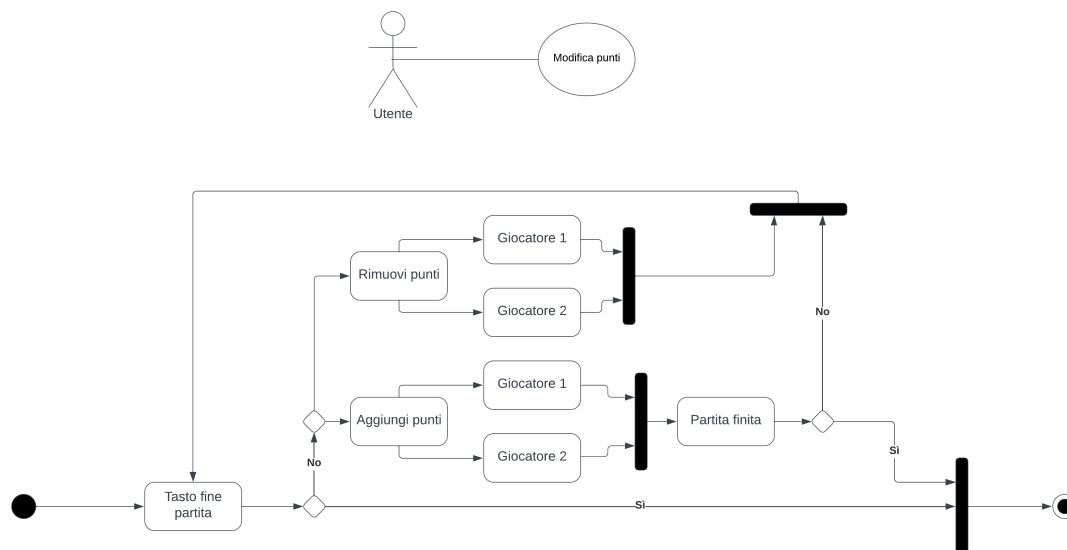 Modifica punti
Utente
Giocatore 1
Rimuovi punti
Giocatore 2
No
Giocatore 1
Aggiungi punti
Partita finita
Giocatore 2
Sì
No
Tasto fine
partita
Sì